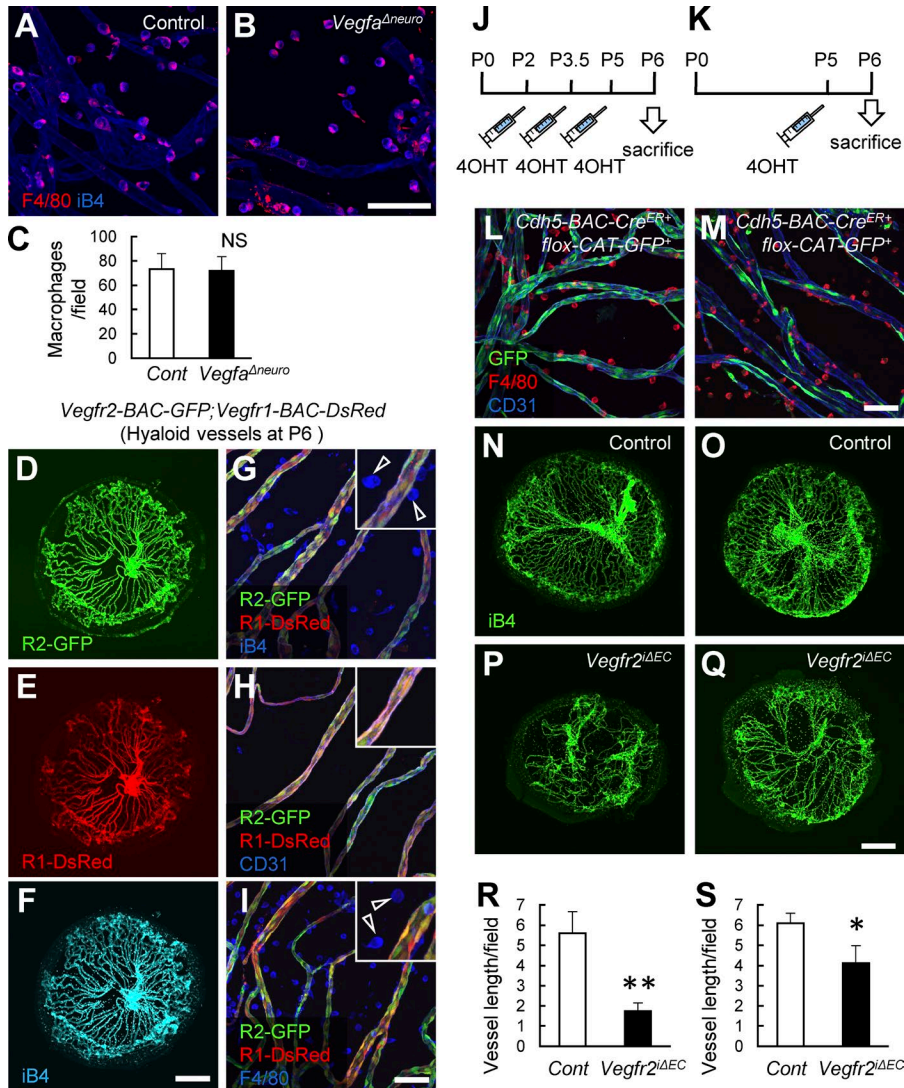 A
Control
B
Vegfa^Δneuro
F4/80 iB4
C
NS
Macrophages
/field
100
80
60
40
20
0
Cont
Vegfa^Δneuro
Vegfr2-BAC-GFP;Vegfr1-BAC-DsRed
(Hyaloid vessels at P6 )
D
R2-GFP
G
R2-GFP
R1-DsRed
iB4
E
R1-DsRed
H
R2-GFP
R1-DsRed
CD31
F
iB4
I
R2-GFP
R1-DsRed
F4/80
J
P0 P2 P3.5 P5 P6
4OHT 4OHT 4OHT
sacrifice
K
P0 P5 P6
4OHT
sacrifice
L
Cdh5-BAC-Cre^ER+
flox-CAT-GFP^+
GFP
F4/80
CD31
M
Cdh5-BAC-Cre^ER+
flox-CAT-GFP^+
N
Control
iB4
O
Control
P
Vegfr2^iΔEC
Q
Vegfr2^iΔEC
R
Vessel length/field
7
6
5
4
3
2
1
0
**
Cont
Vegfr2^iΔEC
S
Vessel length/field
7
6
5
4
3
2
1
0
*
Cont
Vegfr2^iΔEC